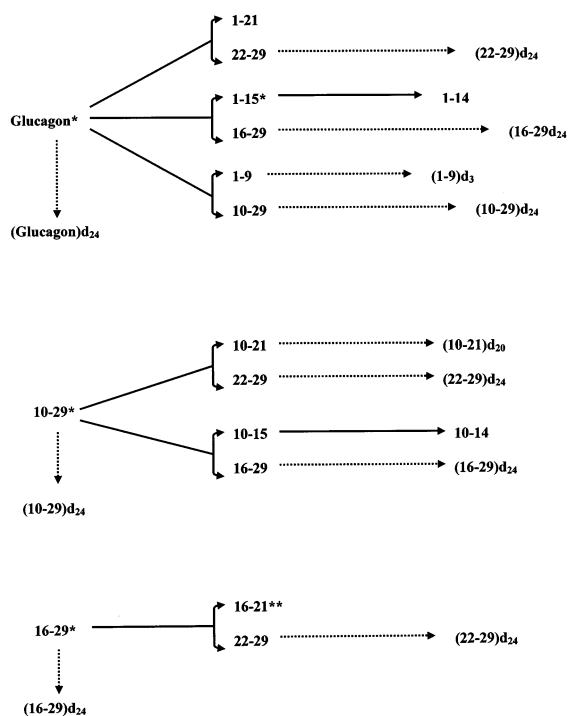 1-21
22-29 (22-29)d24
1-15* 1-14
Glucagon*
16-29 (16-29d24
1-9 (1-9)d3
10-29 (10-29)d24
(Glucagon)d24
10-21 (10-21)d20
22-29 (22-29)d24
10-29*
10-15 10-14
16-29 (16-29)d24
(10-29)d24
16-21**
16-29*
22-29 (22-29)d24
(16-29)d24